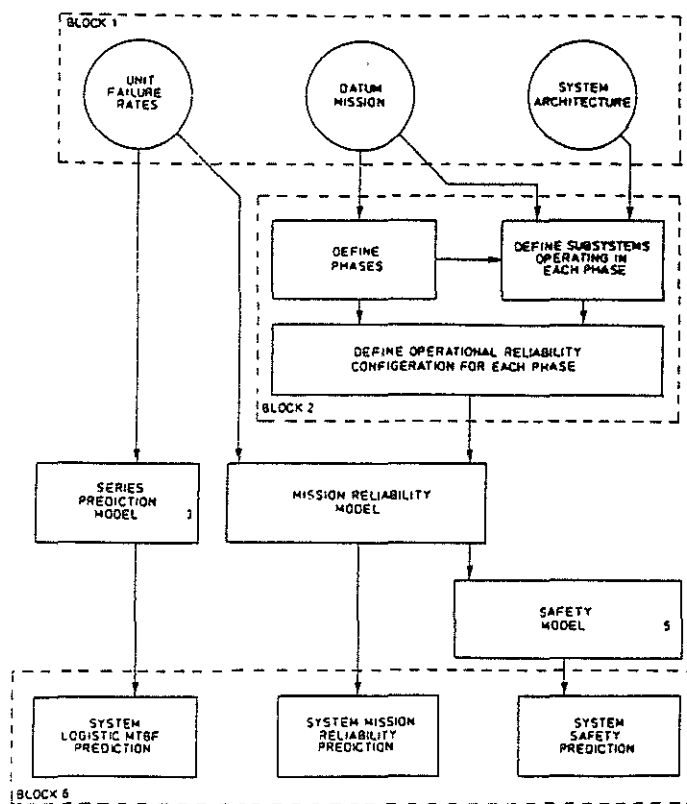 BLOCK 1
UNIT
FAILURE
RATES
DATUM
MISSION
SYSTEM
ARCHITECTURE
DEFINE
PHASES
DEFINE SUBSYSTEMS
OPERATING IN
EACH PHASE
DEFINE OPERATIONAL RELIABILITY
CONFIGERATION FOR EACH PHASE
BLOCK 2
SERIES
PREDICTION
MODEL 3
MISSION RELIABILITY
MODEL
SAFETY
MODEL 5
SYSTEM
LOGISTIC MTBF
PREDICTION
SYSTEM MISSION
RELIABILITY
PREDICTION
SYSTEM
SAFETY
PREDICTION
BLOCK 6